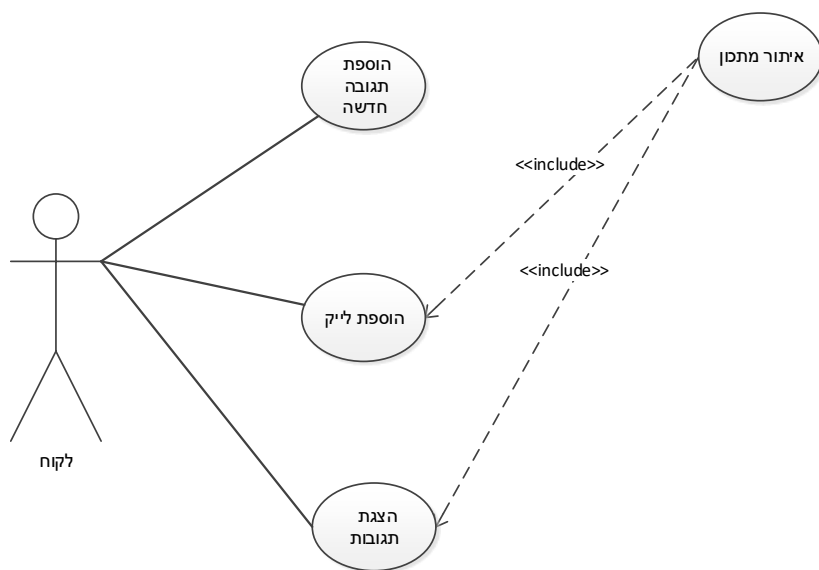 הוספת
תגובה
חדשה
איתור מתכון
<<include>>
<<include>>
הוספת לייק
לקוח
הצגת
תגובות